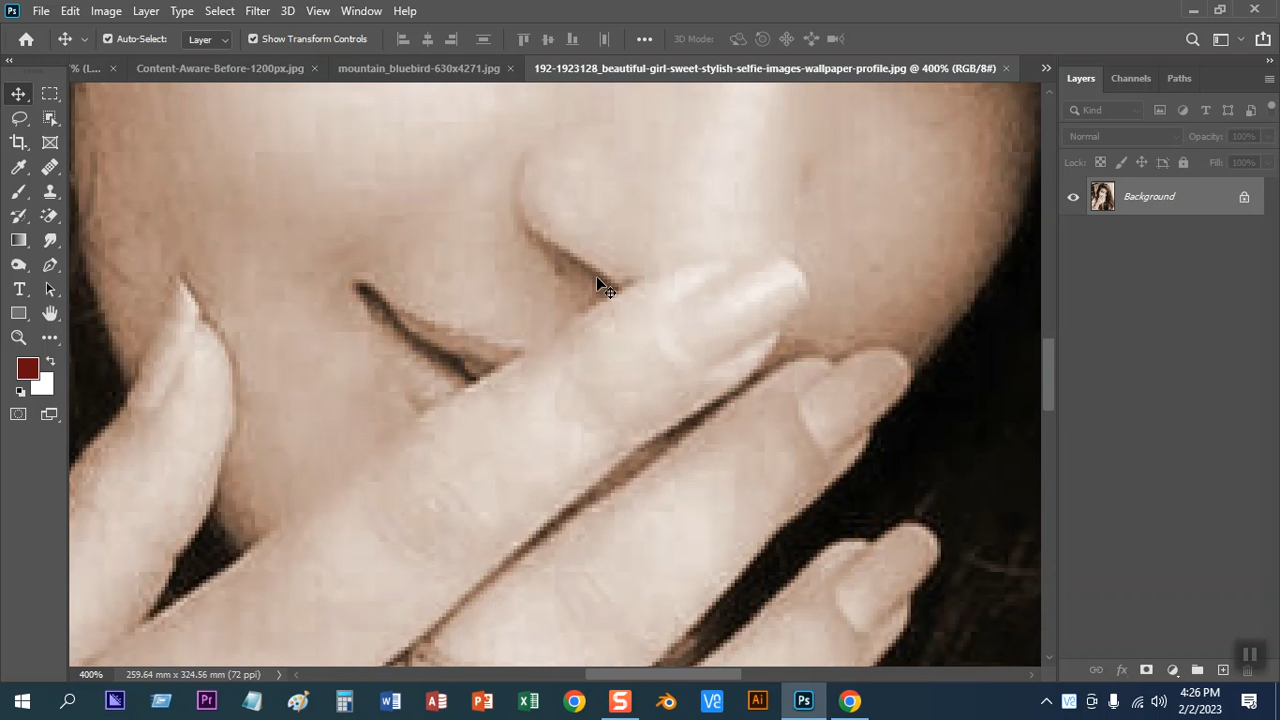 Ps File Edit Image Layer Type Select Filter 3D View Window Help
Auto-Select: Layer Show Transform Controls 3D Mode:
% (L... × Content-Aware-Before-1200px.jpg × mountain_bluebird-630x4271.jpg × 192-1923128_beautiful-girl-sweet-stylish-selfie-images-wallpaper-profile.jpg @ 400% (RGB/8#) ×
Layers Channels Paths
Kind
Normal Opacity: 100%
Lock: Fill: 100%
Background
400% 259.64 mm x 324.56 mm (72 ppi)
4:26 PM
2/2/2023